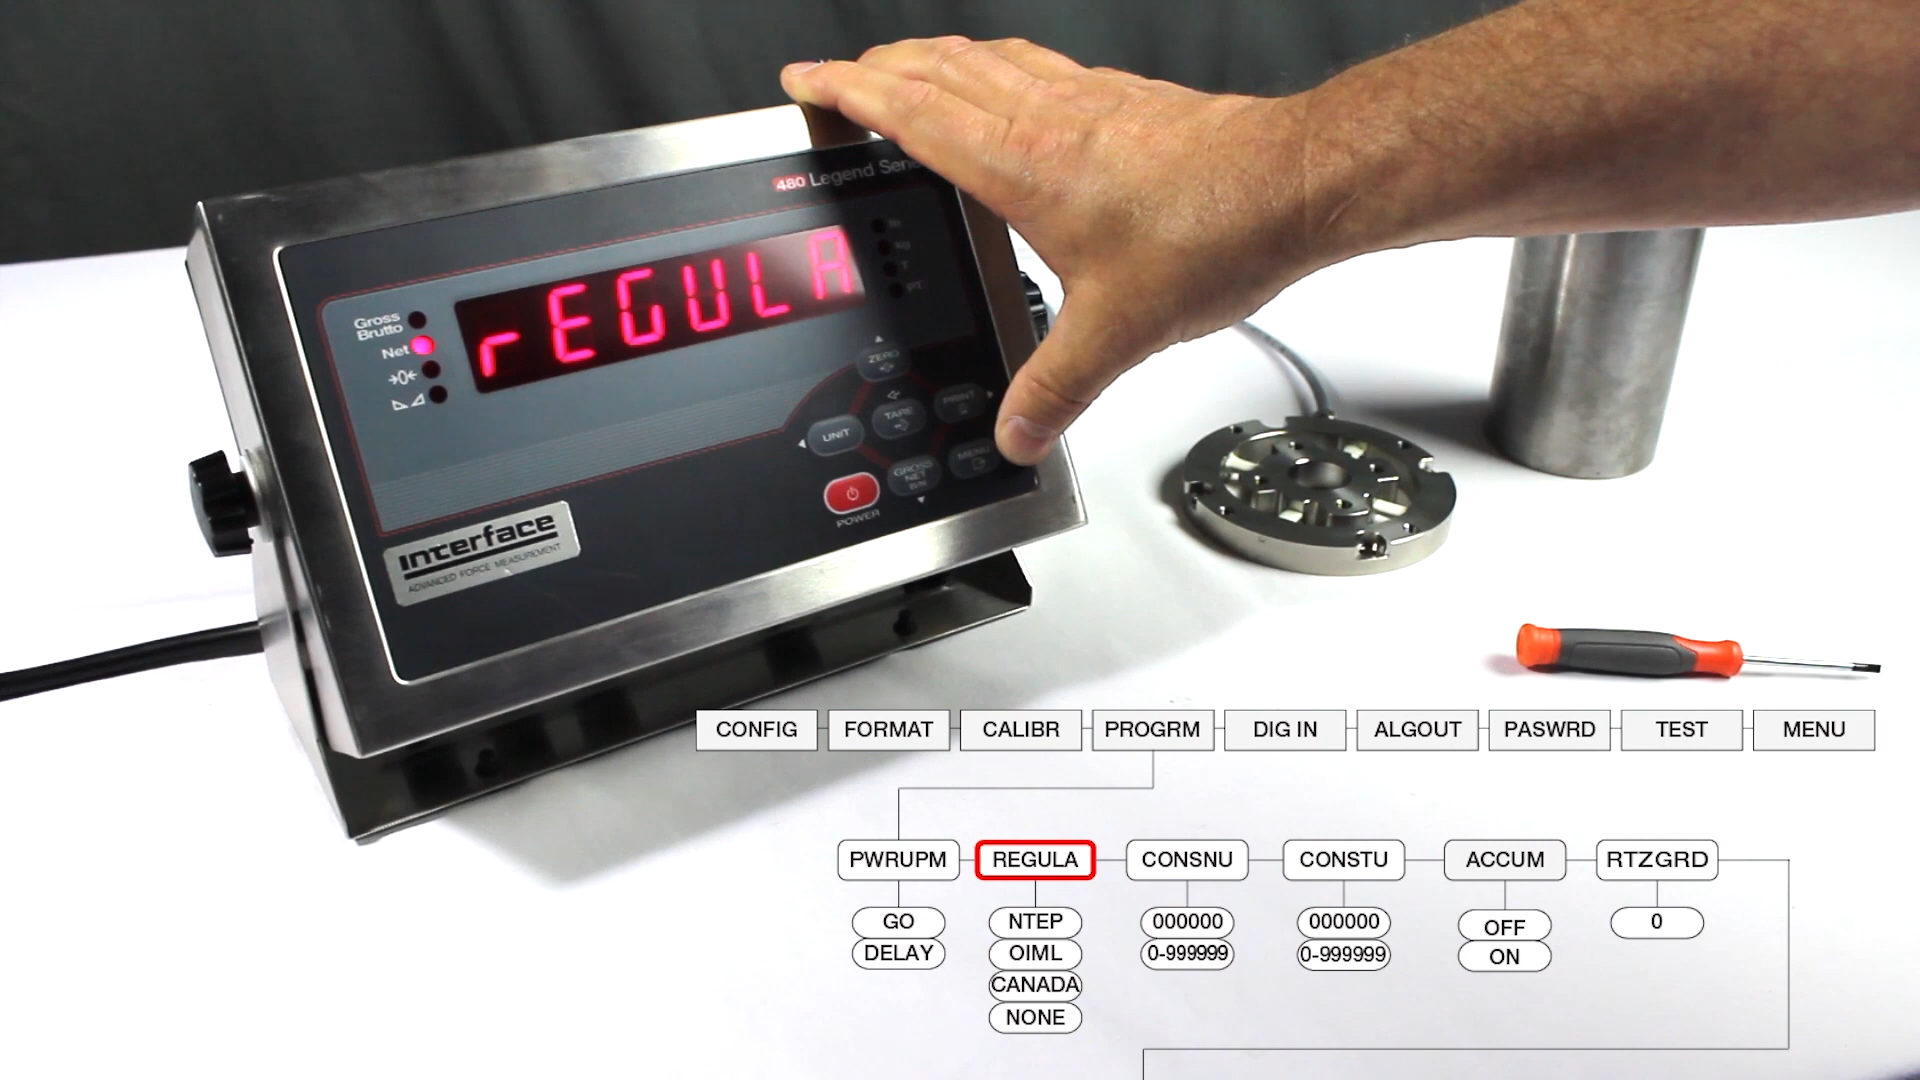 480 Legend Series
rEGULA
Gross
Brutto
Net
→0←
ZERO
TARE
PRINT
UNIT
MENU
GROSS
NET
B/N
POWER
Interface
ADVANCED FORCE MEASUREMENT
CONFIG FORMAT CALIBR PROGRM DIG IN ALGOUT PASWRD TEST MENU
PWRUPM REGULA CONSNU CONSTU ACCUM RTZGRD
GO NTEP 000000 000000 OFF 0
DELAY OIML 0-999999 0-999999 ON
CANADA
NONE